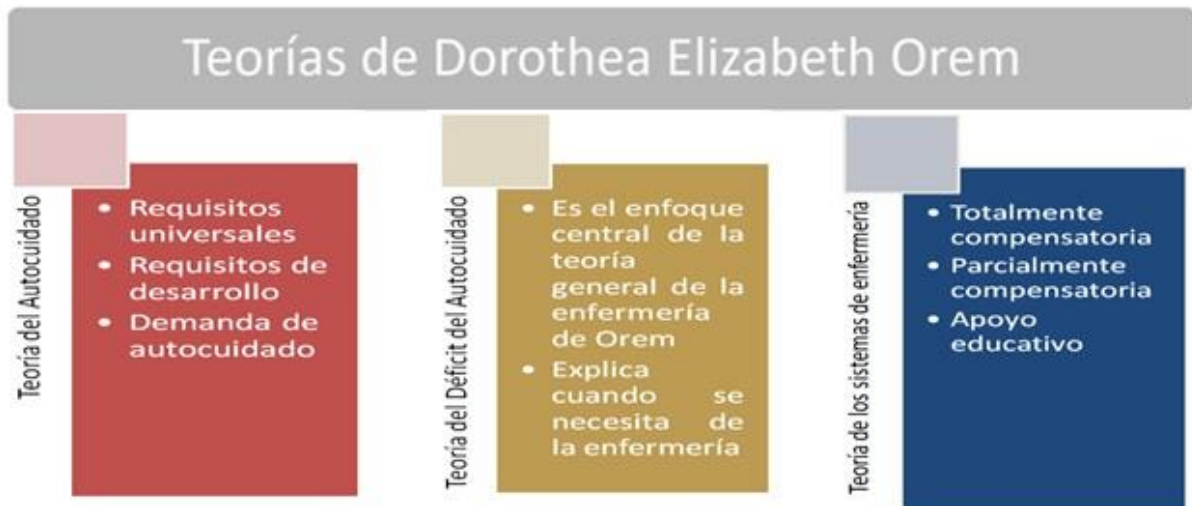 Teorías de Dorothea Elizabeth Orem
Teoría del Autocuidado
• Requisitos
universales
• Requisitos de
desarrollo
• Demanda de
autocuidado
Teoría del Déficit del Autocuidado
• Es el enfoque
central de la
teoría
general de la
enfermería
de Orem
• Explica
cuando se
necesita de
la enfermería
Teoría de los sistemas de enfermería
• Totalmente
compensatoria
• Parcialmente
compensatoria
• Apoyo
educativo